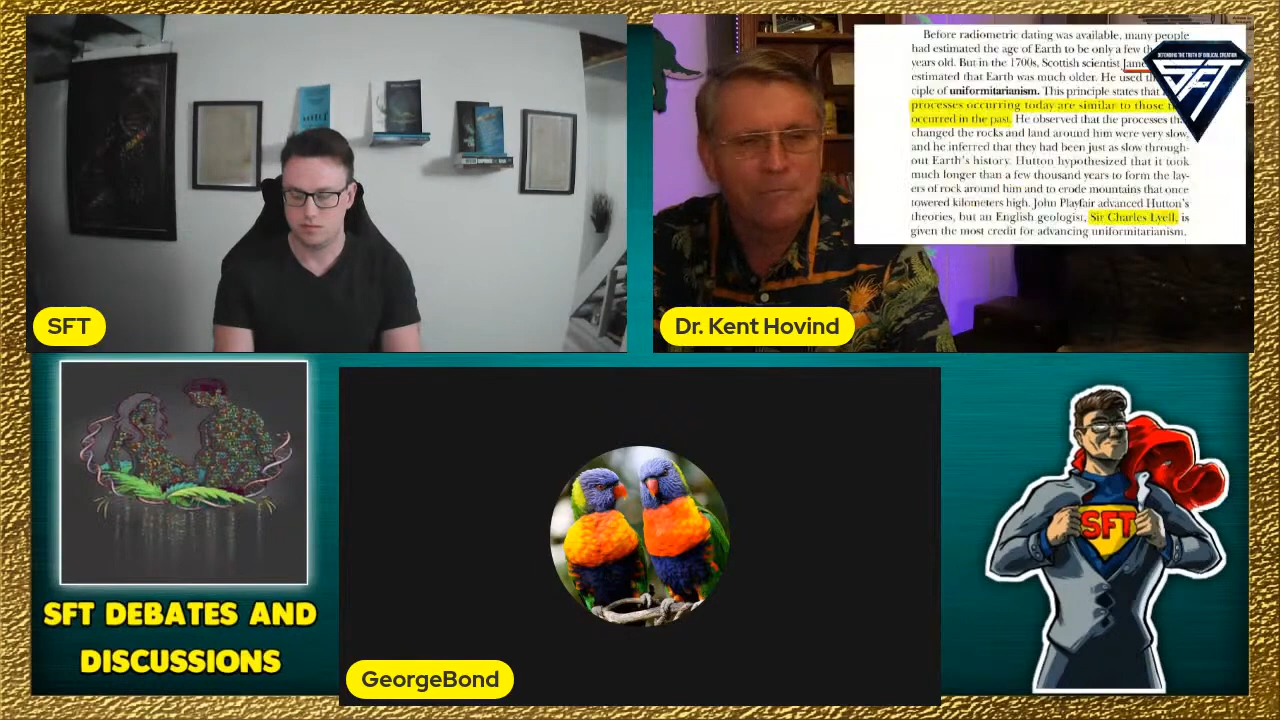 Before radiometric dating was available, many people
had estimated the age of Earth to be only a few
years old. But in the 1700s, Scottish scientist
estimated that Earth was much older. He used
ciple of uniformitarianism. This principle states that
processes occurring today are similar to those
occurred in the past. He observed that the processes
changed the rocks and land around him were very slow,
and he inferred that they had been just as slow through-
out Earth's history. Hutton hypothesized that it took
much longer than a few thousand years to form the lay-
ers of rock around him and to erode mountains that once
towered kilometers high. John Playfair advanced Hutton's
theories, but an English geologist, Sir Charles Lyell, is
given the most credit for advancing uniformitarianism.
DEFENDING THE TRUTH OF BIBLICAL CREATION
SFT
SFT
Dr. Kent Hovind
SFT
SFT DEBATES AND
DISCUSSIONS
GeorgeBond